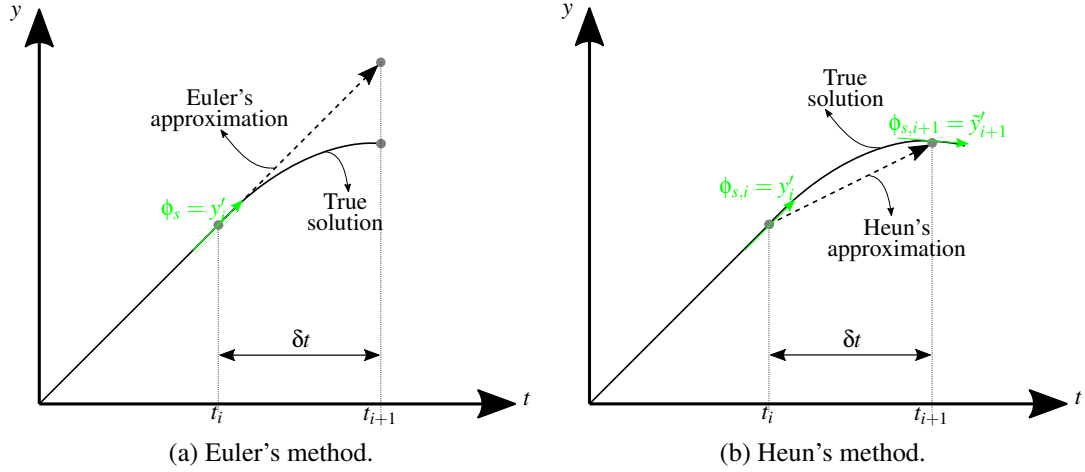 y
Euler's
approximation
True
solution
ϕₛ = y′ᵢ
δt
tᵢ
tᵢ₊₁
t
(a) Euler's method.
y
True
solution
ϕₛ,ᵢ₊₁ = ỹ′ᵢ₊₁
ϕₛ,ᵢ = y′ᵢ
Heun's
approximation
δt
tᵢ
tᵢ₊₁
t
(b) Heun's method.